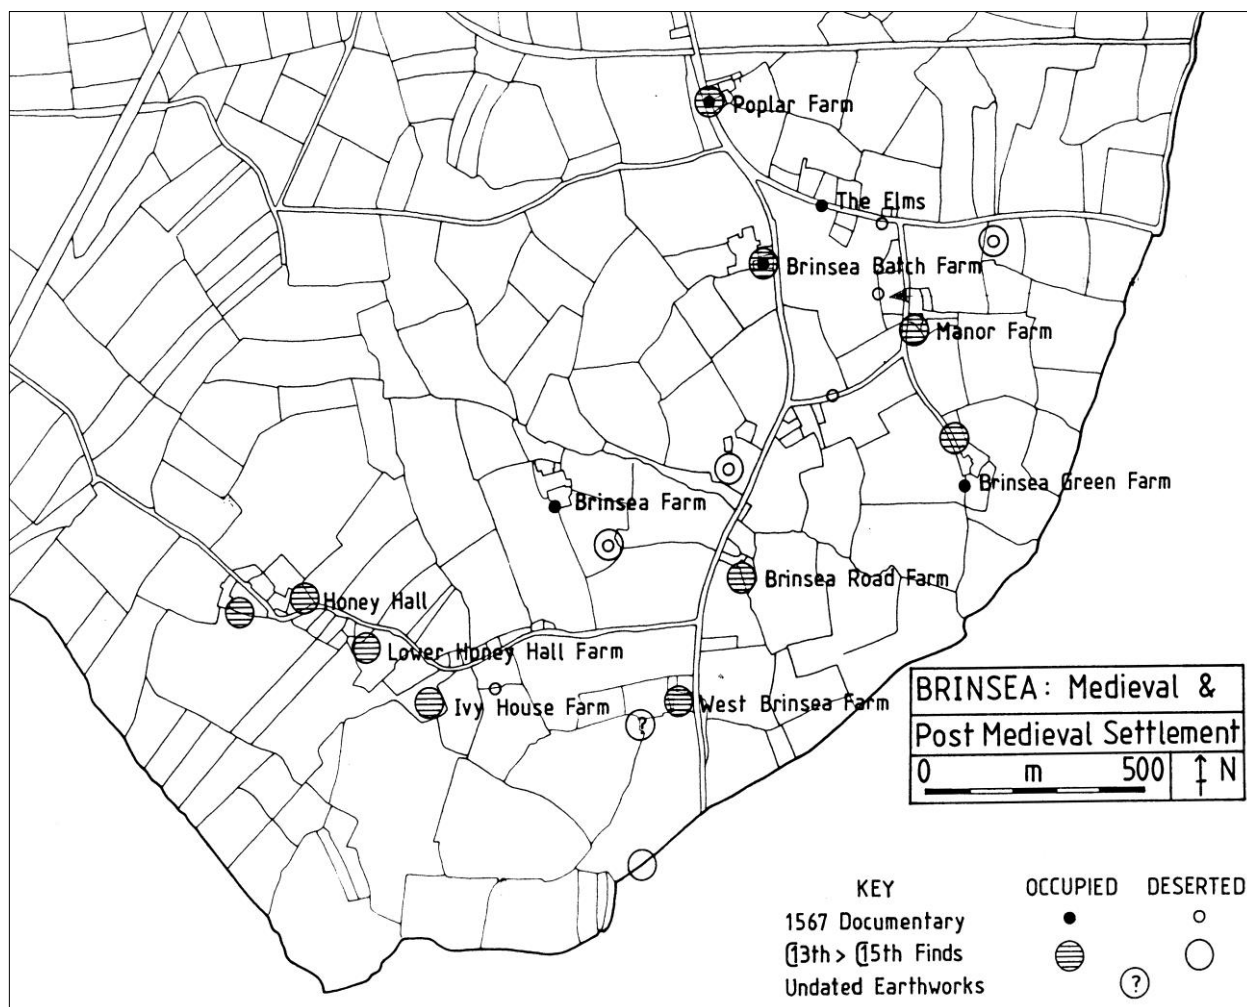 Poplar Farm
The Elms
Brinsea Batch Farm
Manor Farm
Brinsea Green Farm
Brinsea Farm
Brinsea Road Farm
Honey Hall
Lower Honey Hall Farm
Ivy House Farm
West Brinsea Farm
?
BRINSEA: Medieval &
Post Medieval Settlement
0 m 500 N
KEY OCCUPIED DESERTED
1567 Documentary
C13th > C15th Finds
Undated Earthworks ?